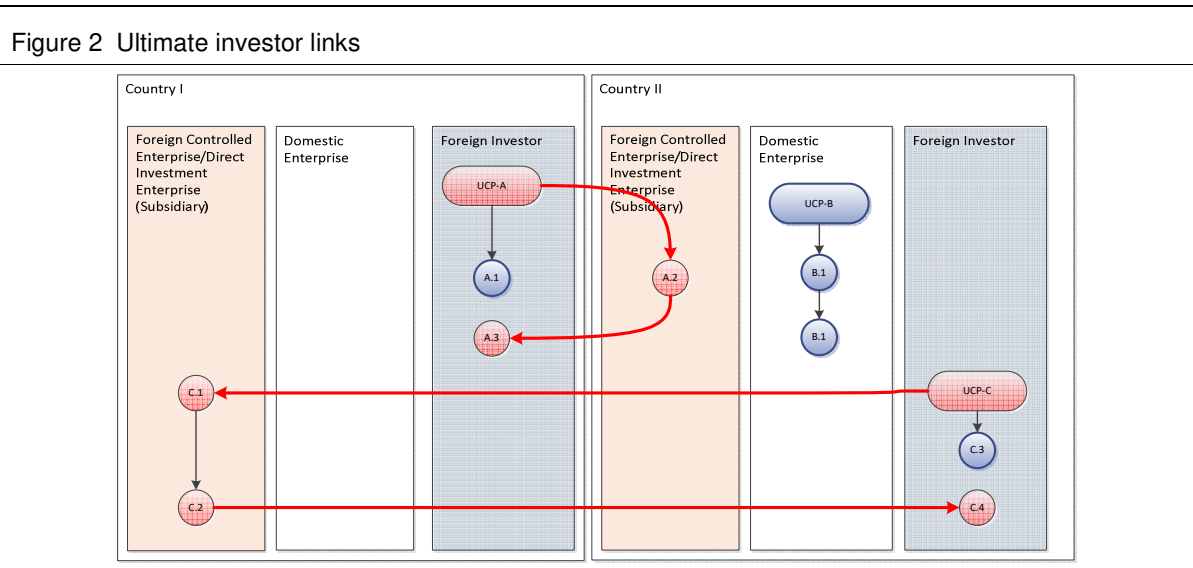 Figure 2 Ultimate investor links
Country I
Foreign Controlled
Enterprise/Direct
Investment
Enterprise
(Subsidiary)
Domestic
Enterprise
Foreign Investor
UCP-A
A.1
A.3
C.1
C.2
Country II
Foreign Controlled
Enterprise/Direct
Investment
Enterprise
(Subsidiary)
A.2
Domestic
Enterprise
UCP-B
B.1
B.1
Foreign Investor
UCP-C
C.3
C.4